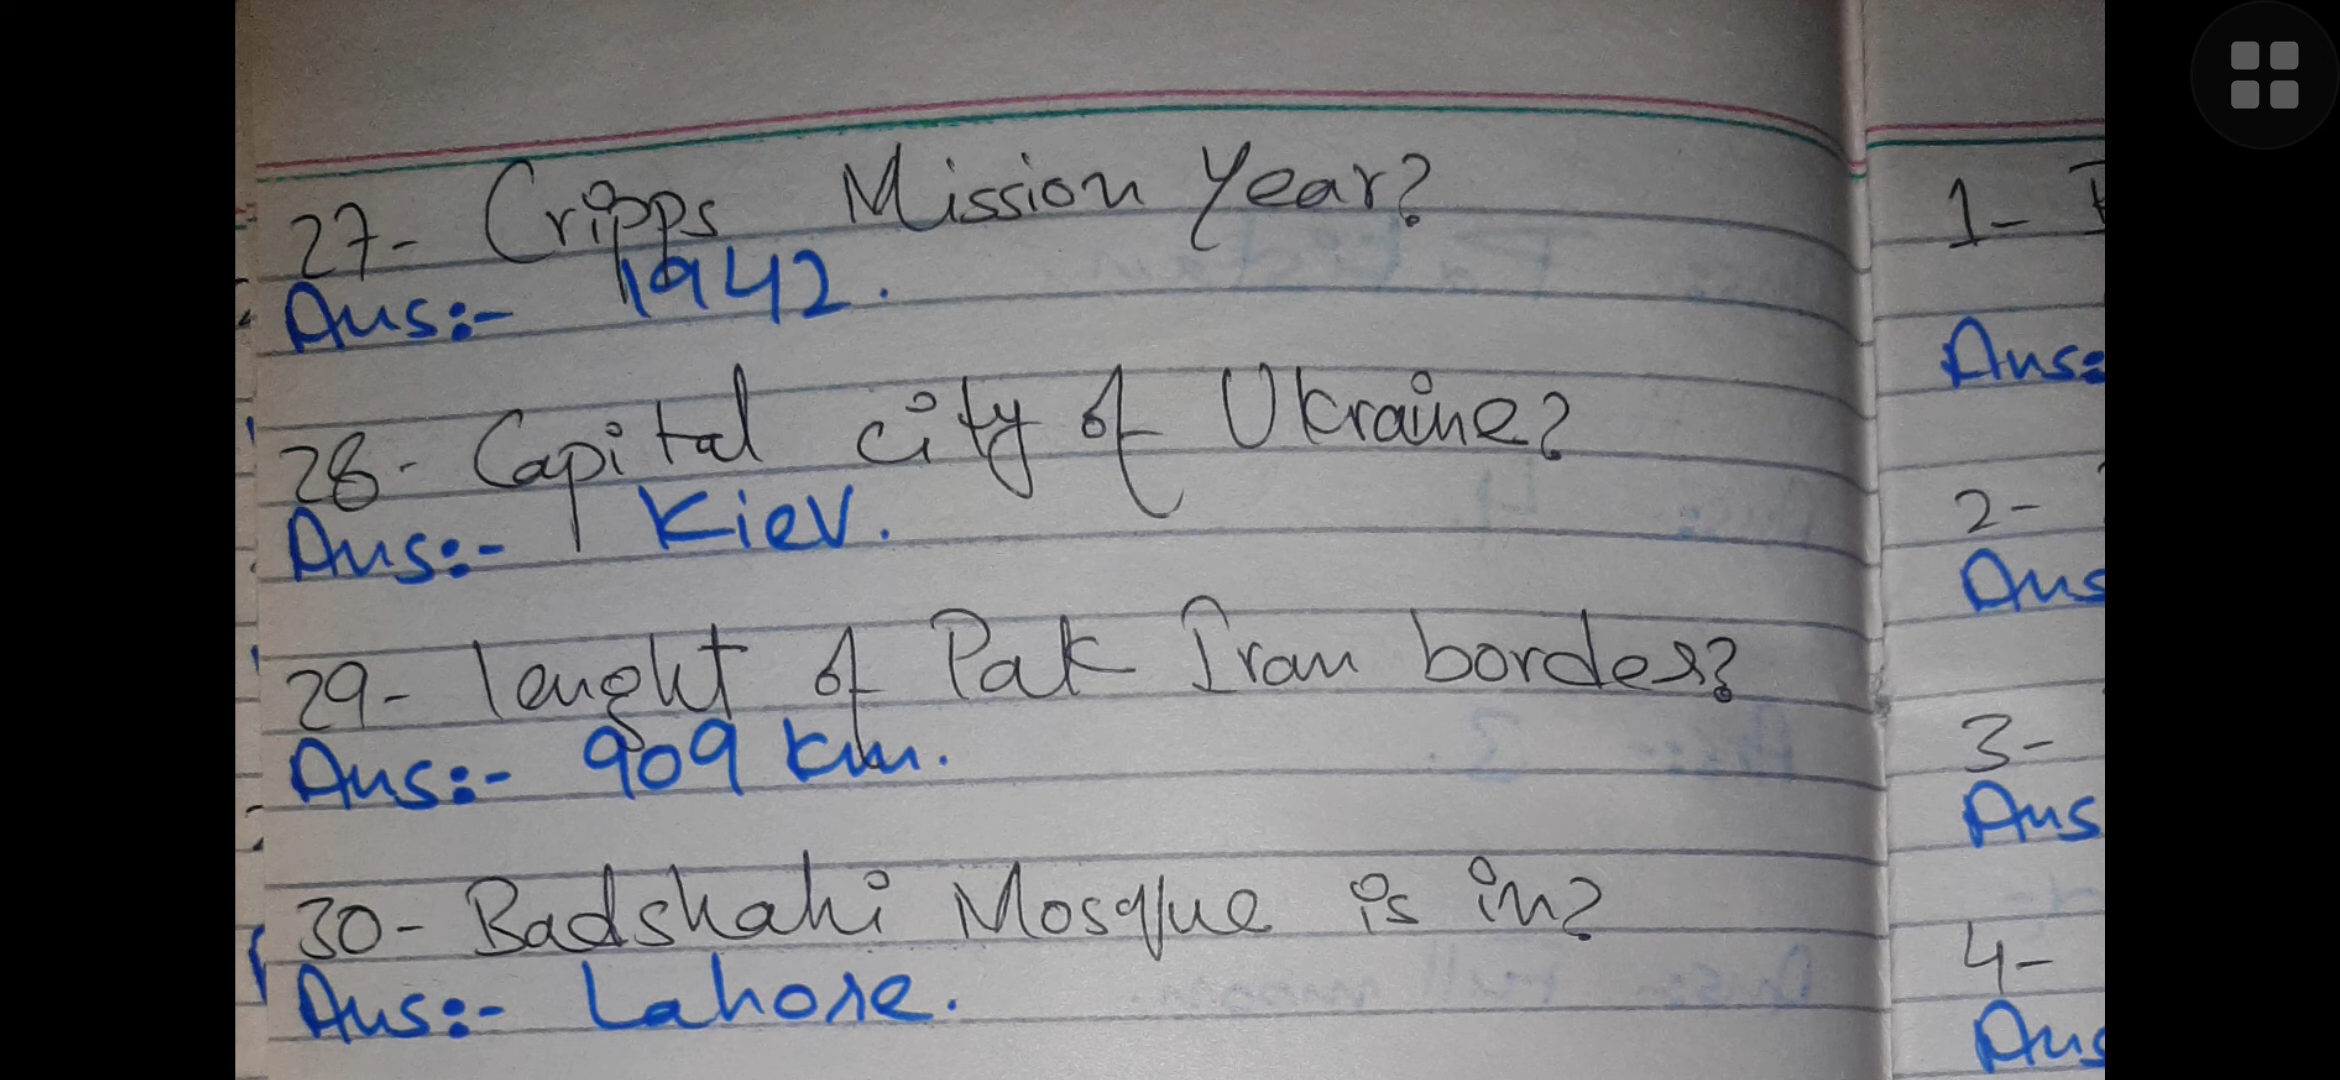 27- Cripps Mission Year?
Ans:- 1942.
28- Capital city of Ukraine?
Ans:- Kiev.
29- lenght of Pak Iran border?
Ans:- 909 km.
30- Badshahi Mosque is in?
Ans:- Lahore.
1-
Ans:
2-
Ans
3-
Ans
4-
Ans